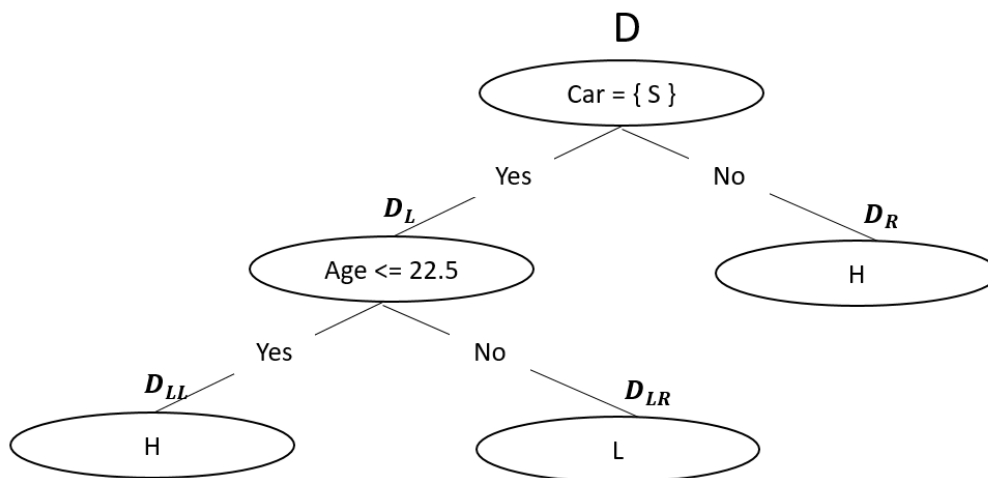 D
Car = { S }
Yes
No
D_L
D_R
Age <= 22.5
H
Yes
No
D_LL
D_LR
H
L